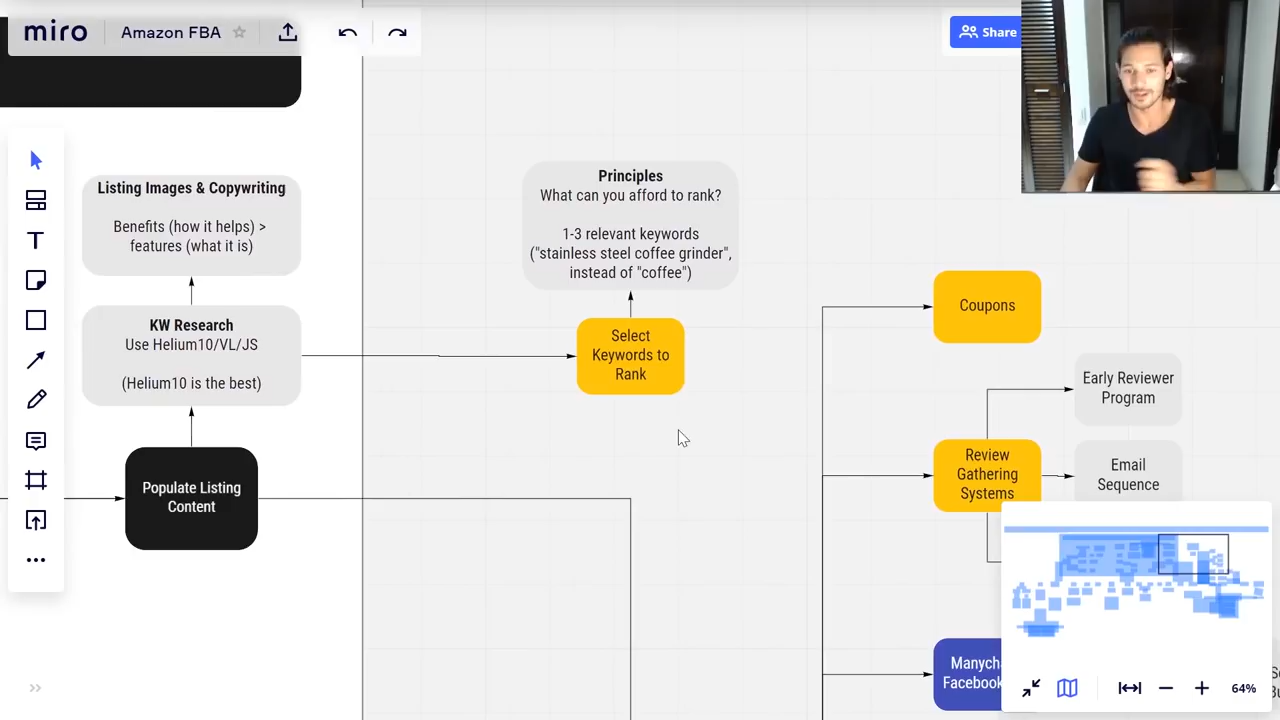 miro
Amazon FBA
Share
Listing Images & Copywriting
Benefits (how it helps) >
features (what it is)
KW Research
Use Helium10/VL/JS
(Helium10 is the best)
Populate Listing
Content
Principles
What can you afford to rank?
1-3 relevant keywords
("stainless steel coffee grinder",
instead of "coffee")
Select
Keywords to
Rank
Coupons
Early Reviewer
Program
Review
Gathering
Systems
Email
Sequence
Facebook
64%